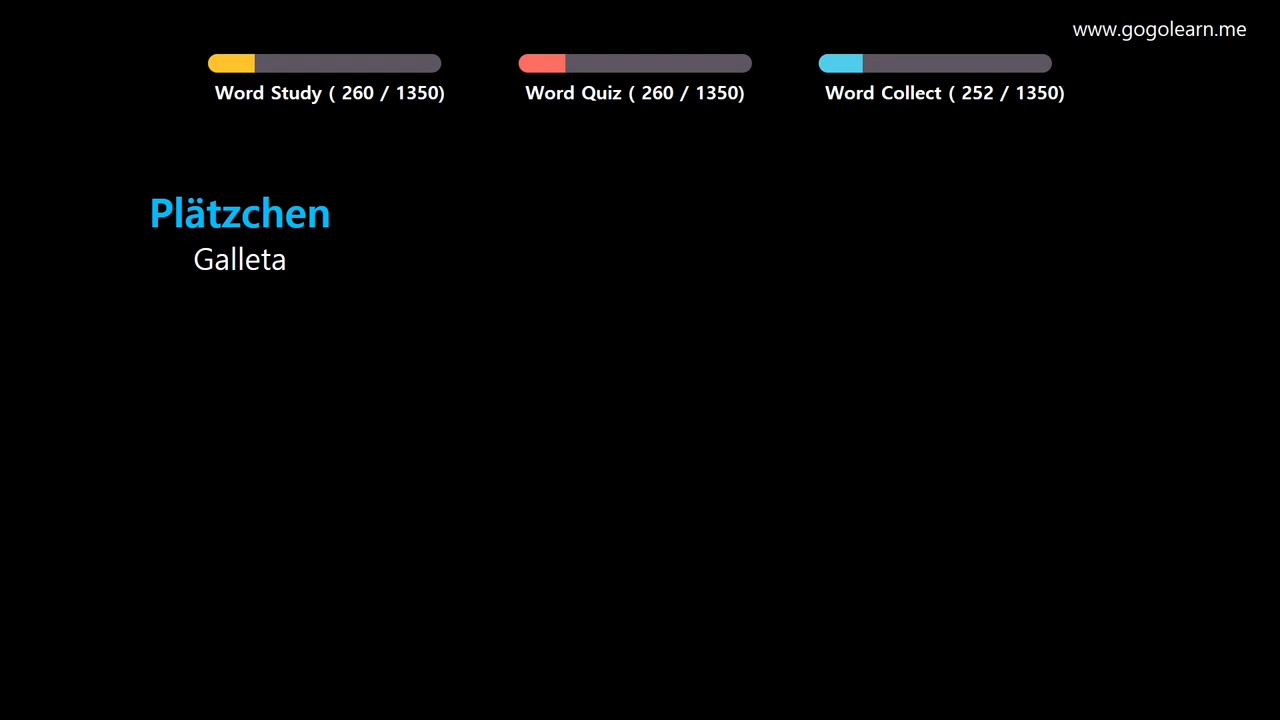 www.gogolearn.me
Word Study ( 260 / 1350)
Word Quiz ( 260 / 1350)
Word Collect ( 252 / 1350)
Plätzchen
Galleta